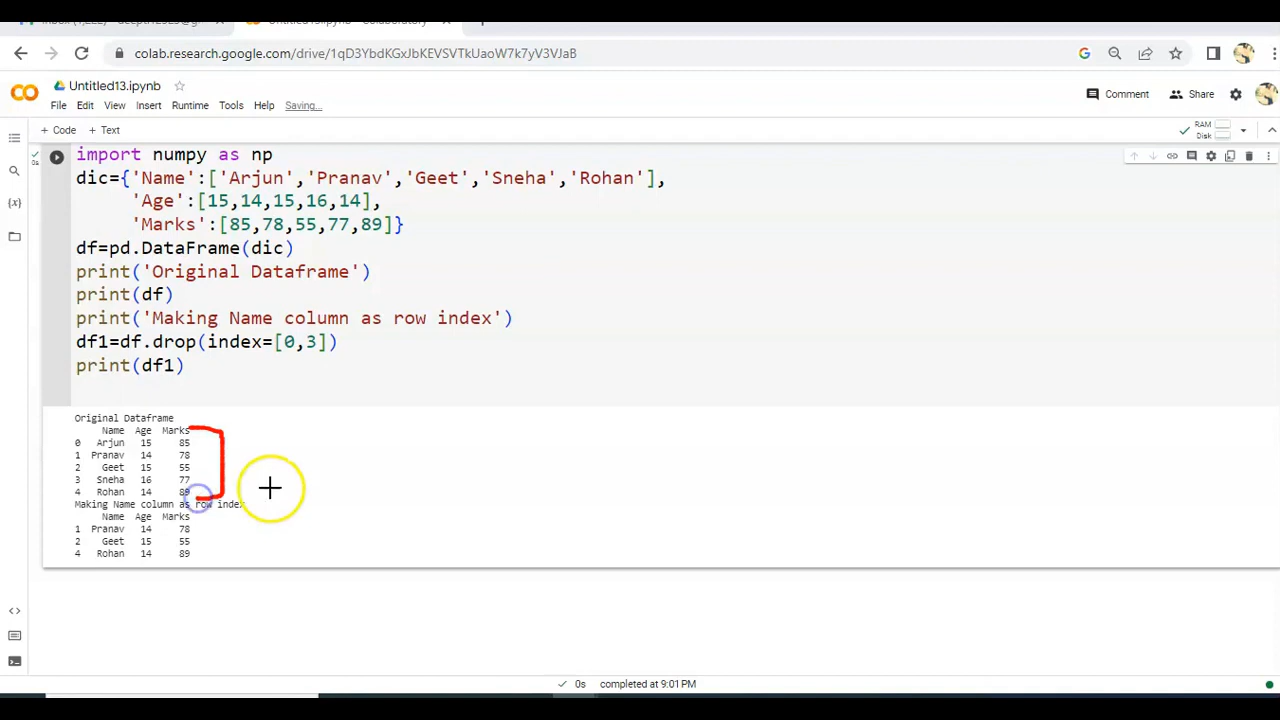 colab.research.google.com/drive/1qD3YbdKGxJbKEVSVTkUaoW7k7yV3VJaB
Untitled13.ipynb
File Edit View Insert Runtime Tools Help Saving...
Comment Share
+ Code + Text
RAM
Disk
0s
import numpy as np
dic={'Name':['Arjun','Pranav','Geet','Sneha','Rohan'],
'Age':[15,14,15,16,14],
'Marks':[85,78,55,77,89]}
df=pd.DataFrame(dic)
print('Original Dataframe')
print(df)
print('Making Name column as row index')
df1=df.drop(index=[0,3])
print(df1)
Original Dataframe
Name Age Marks
0 Arjun 15 85
1 Pranav 14 78
2 Geet 15 55
3 Sneha 16 77
4 Rohan 14 89
Making Name column as row index
Name Age Marks
1 Pranav 14 78
2 Geet 15 55
4 Rohan 14 89
0s completed at 9:01 PM